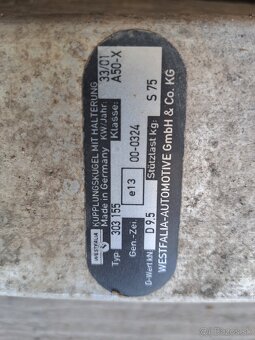 WESTFALIA
KUPPLUNGSKUGEL MIT HALTERUNG
Made in Germany KW/Jahr: 33/01
Typ: 303 155 Klasse: A50-X
Gen.-Zei. e13 00-0324
D-Wert kN: D 9.5 Stützlast kg: S 75
WESTFALIA-AUTOMOTIVE GmbH & Co. KG